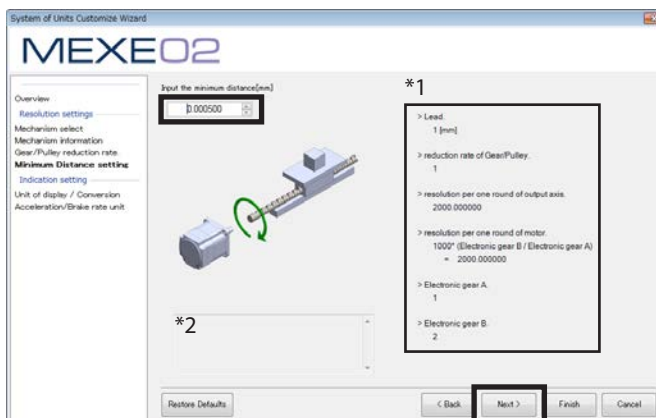 System of Units Customize Wizard
MEXE02
Overview
Resolution settings
Mechanism select
Mechanism information
Gear/Pulley reduction rate
Minimum Distance setting
Indication setting
Unit of display / Conversion
Acceleration/Brake rate unit
Input the minimum distance[mm]
0.000500
*1
> Lead.
1 [mm]
> reduction rate of Gear/Pulley.
1
> resolution per one round of output axis.
2000.000000
> resolution per one round of motor.
1000* (Electronic gear B / Electronic gear A)
= 2000.000000
> Electronic gear A.
1
> Electronic gear B.
2
*2
Restore Defaults
< Back
Next >
Finish
Cancel